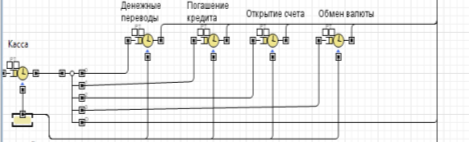 Денежные
переводы
Погашение
кредита
Открытие счета
Обмен валюты
Касса